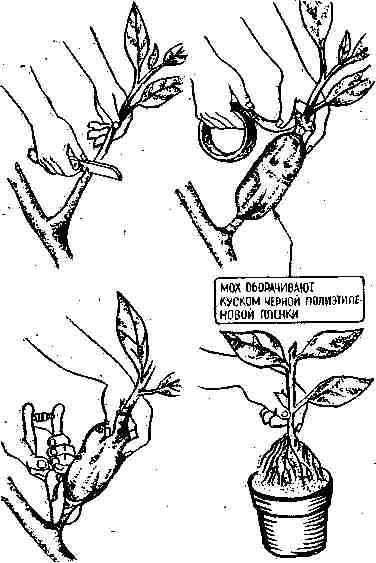 МОХ ОБОРАЧИВАЮТ
КУСКОМ ЧЕРНОЙ ПОЛИЭТИЛЕ-
НОВОЙ ПЛЕНКИ